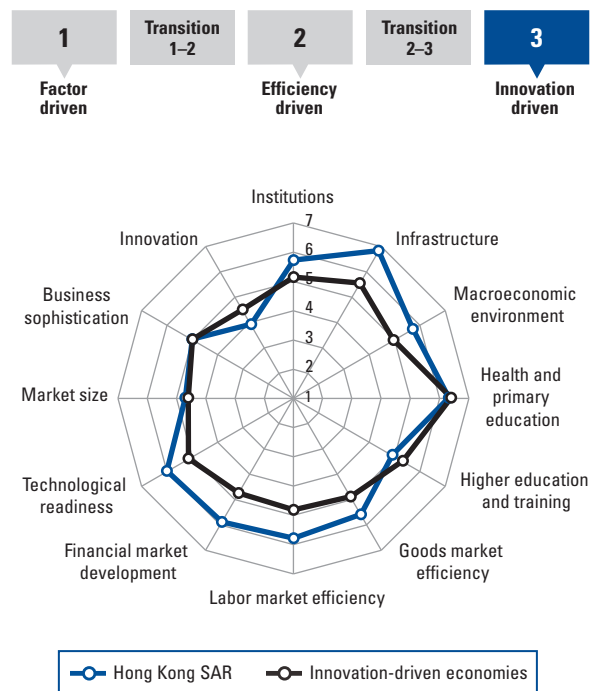 1
Transition
1–2
2
Transition
2–3
3
Factor
driven
Efficiency
driven
Innovation
driven
Institutions
7
6
5
4
3
2
1
Infrastructure
Macroeconomic
environment
Health and
primary
education
Higher education
and training
Goods market
efficiency
Labor market efficiency
Financial market
development
Technological
readiness
Market size
Business
sophistication
Innovation
Hong Kong SAR
Innovation-driven economies